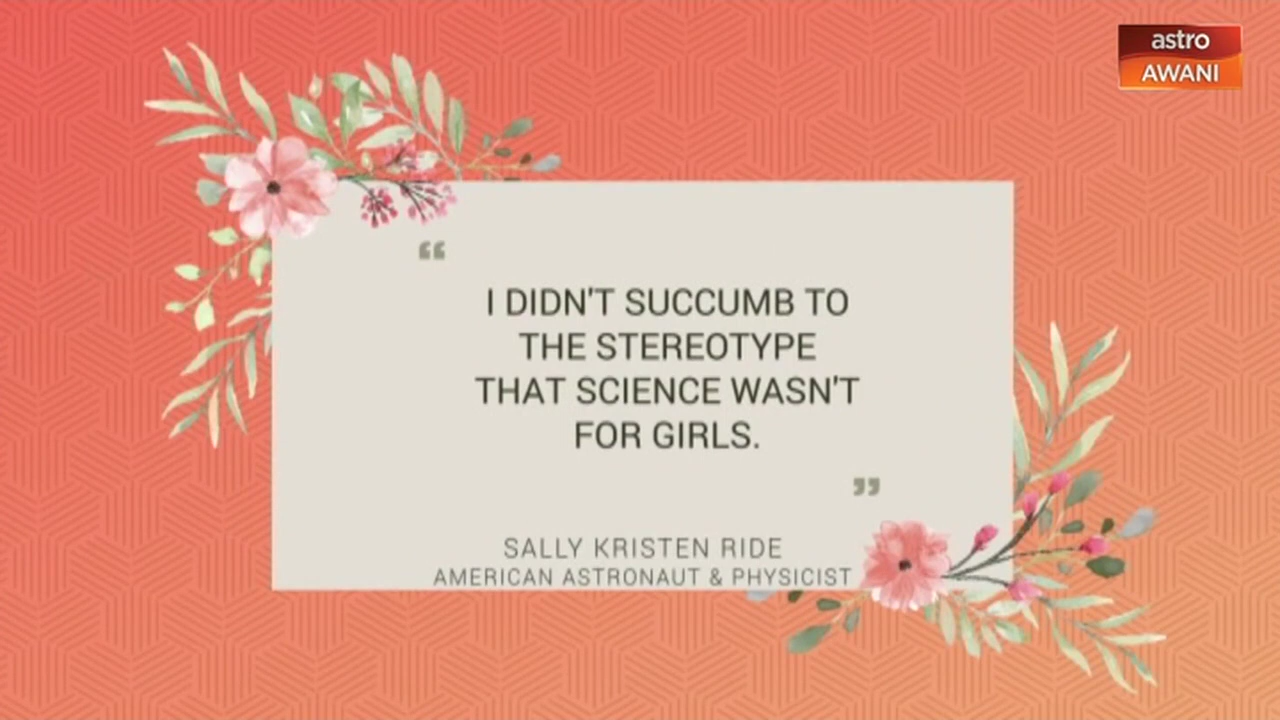 astro
AWANI
“
I DIDN'T SUCCUMB TO
THE STEREOTYPE
THAT SCIENCE WASN'T
FOR GIRLS.
”
SALLY KRISTEN RIDE
AMERICAN ASTRONAUT & PHYSICIST